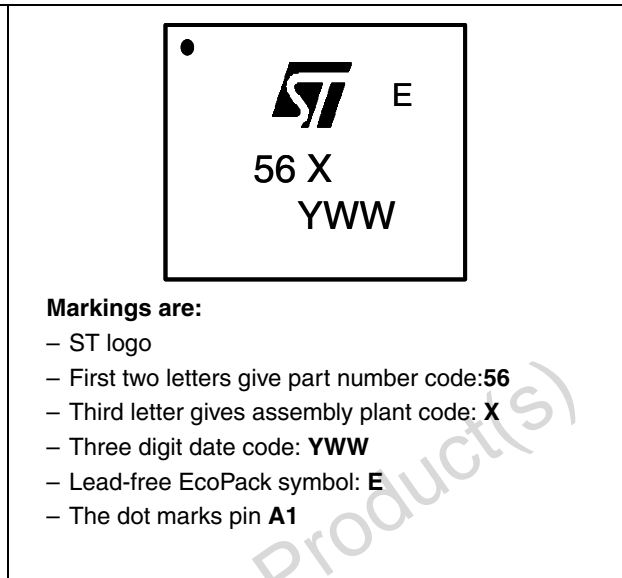 ST E
56 X
YWW
Markings are:
– ST logo
– First two letters give part number code:56
– Third letter gives assembly plant code: X
– Three digit date code: YWW
– Lead-free EcoPack symbol: E
– The dot marks pin A1
Product(s)